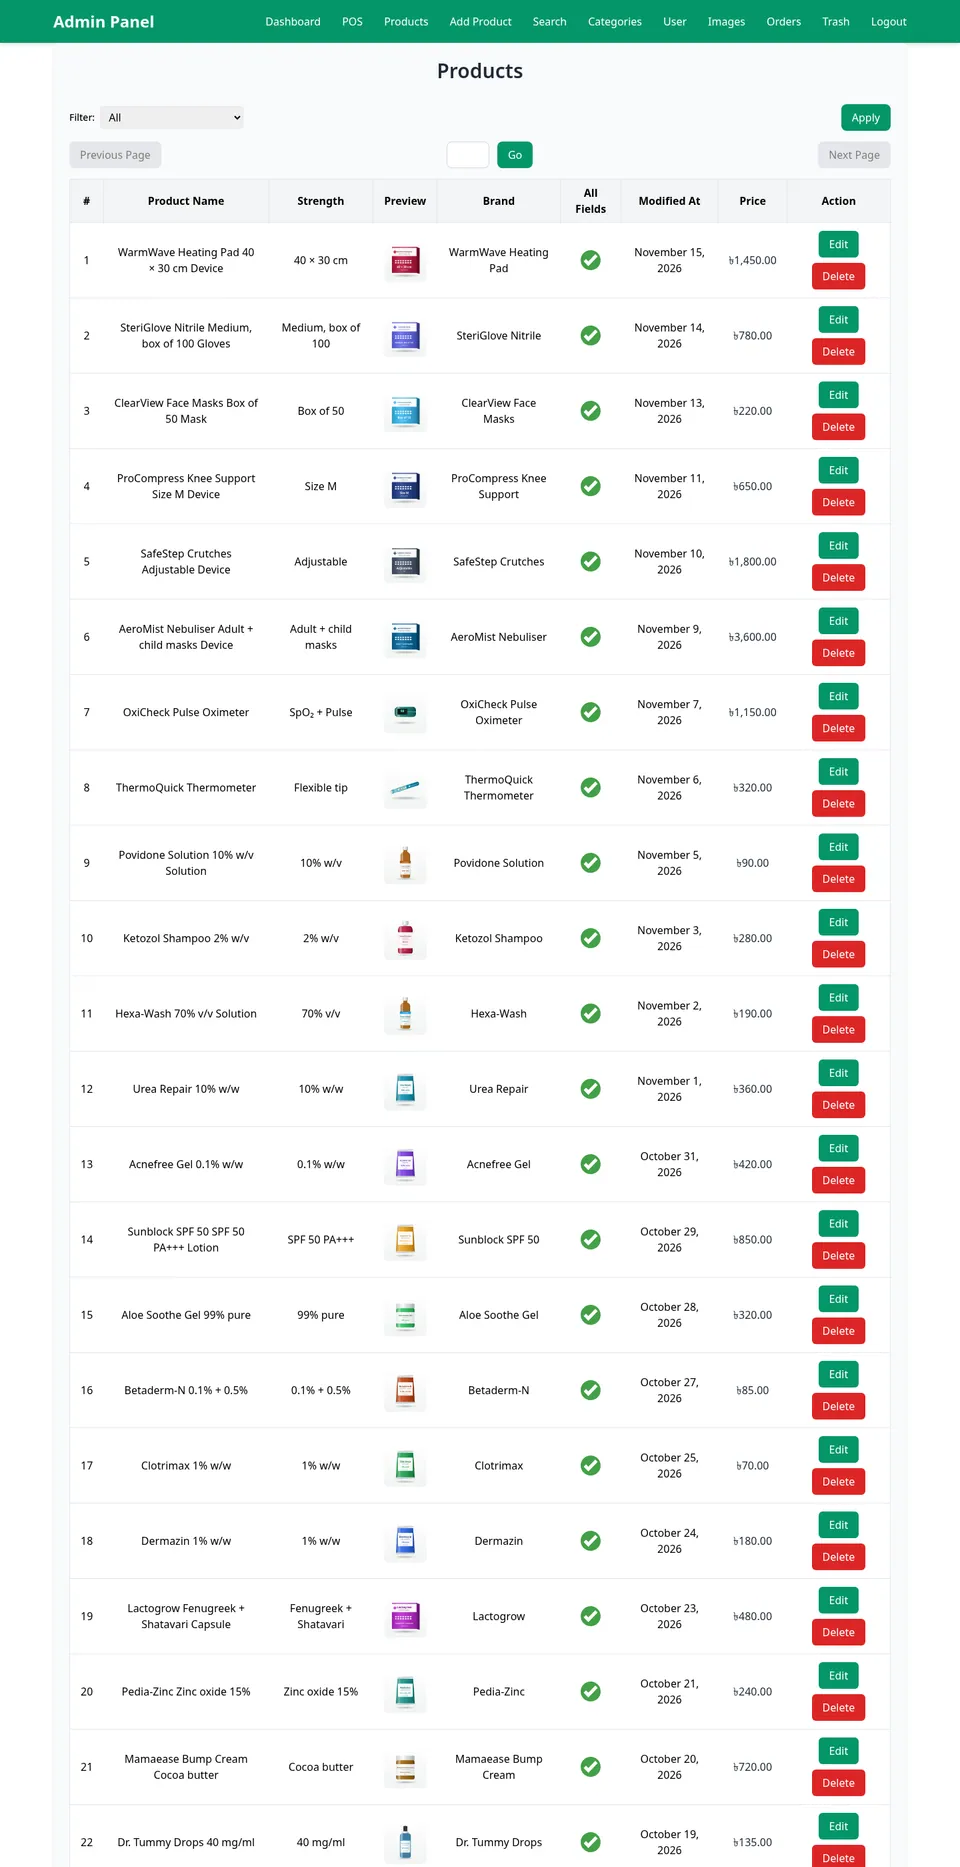 Admin Panel Dashboard POS Products Add Product Search Categories User Images Orders Trash Logout
Products
Filter: All Apply
Previous Page Go Next Page
# Product Name Strength Preview Brand All Fields Modified At Price Action
1 WarmWave Heating Pad 40 × 30 cm Device 40 × 30 cm WarmWave Heating Pad November 15, 2026 ৳1,450.00 Edit Delete
2 SteriGlove Nitrile Medium, box of 100 Gloves Medium, box of 100 SteriGlove Nitrile November 14, 2026 ৳780.00 Edit Delete
3 ClearView Face Masks Box of 50 Mask Box of 50 ClearView Face Masks November 13, 2026 ৳220.00 Edit Delete
4 ProCompress Knee Support Size M Device Size M ProCompress Knee Support November 11, 2026 ৳650.00 Edit Delete
5 SafeStep Crutches Adjustable Device Adjustable SafeStep Crutches November 10, 2026 ৳1,800.00 Edit Delete
6 AeroMist Nebuliser Adult + child masks Device Adult + child masks AeroMist Nebuliser November 9, 2026 ৳3,600.00 Edit Delete
7 OxiCheck Pulse Oximeter SpO₂ + Pulse OxiCheck Pulse Oximeter November 7, 2026 ৳1,150.00 Edit Delete
8 ThermoQuick Thermometer Flexible tip ThermoQuick Thermometer November 6, 2026 ৳320.00 Edit Delete
9 Povidone Solution 10% w/v Solution 10% w/v Povidone Solution November 5, 2026 ৳90.00 Edit Delete
10 Ketozol Shampoo 2% w/v 2% w/v Ketozol Shampoo November 3, 2026 ৳280.00 Edit Delete
11 Hexa-Wash 70% v/v Solution 70% v/v Hexa-Wash November 2, 2026 ৳190.00 Edit Delete
12 Urea Repair 10% w/w 10% w/w Urea Repair November 1, 2026 ৳360.00 Edit Delete
13 Acnefree Gel 0.1% w/w 0.1% w/w Acnefree Gel October 31, 2026 ৳420.00 Edit Delete
14 Sunblock SPF 50 SPF 50 PA+++ Lotion SPF 50 PA+++ Sunblock SPF 50 October 29, 2026 ৳850.00 Edit Delete
15 Aloe Soothe Gel 99% pure 99% pure Aloe Soothe Gel October 28, 2026 ৳320.00 Edit Delete
16 Betaderm-N 0.1% + 0.5% 0.1% + 0.5% Betaderm-N October 27, 2026 ৳85.00 Edit Delete
17 Clotrimax 1% w/w 1% w/w Clotrimax October 25, 2026 ৳70.00 Edit Delete
18 Dermazin 1% w/w 1% w/w Dermazin October 24, 2026 ৳180.00 Edit Delete
19 Lactogrow Fenugreek + Shatavari Capsule Fenugreek + Shatavari Lactogrow October 23, 2026 ৳480.00 Edit Delete
20 Pedia-Zinc Zinc oxide 15% Zinc oxide 15% Pedia-Zinc October 21, 2026 ৳240.00 Edit Delete
21 Mamaease Bump Cream Cocoa butter Cocoa butter Mamaease Bump Cream October 20, 2026 ৳720.00 Edit Delete
22 Dr. Tummy Drops 40 mg/ml 40 mg/ml Dr. Tummy Drops October 19, 2026 ৳135.00 Edit Delete